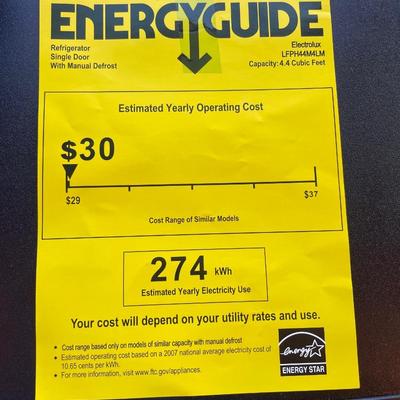 ENERGYGUIDE
Refrigerator
Single Door
With Manual Defrost
Electrolux
LFPH44M4LM
Capacity: 4.4 Cubic Feet
Estimated Yearly Operating Cost
$30
$29
$37
Cost Range of Similar Models
274 kWh
Estimated Yearly Electricity Use
Your cost will depend on your utility rates and use.
• Cost range based only on models of similar capacity with manual defrost
• Estimated operating cost based on a 2007 national average electricity cost of
10.65 cents per kWh.
• For more information, visit www.ftc.gov/appliances.
energy
ENERGY STAR